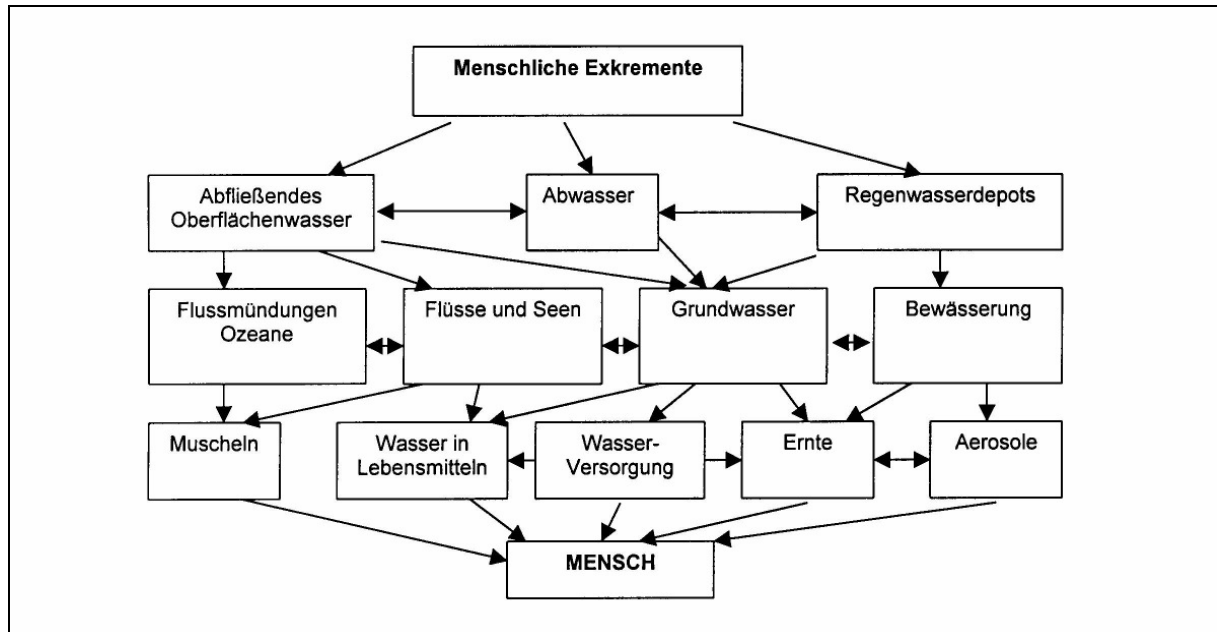 Menschliche Exkremente
Abfließendes
Oberflächenwasser
Abwasser
Regenwasserdepots
Flussmündungen
Ozeane
Flüsse und Seen
Grundwasser
Bewässerung
Muscheln
Wasser in
Lebensmitteln
Wasser-
Versorgung
Ernte
Aerosole
MENSCH